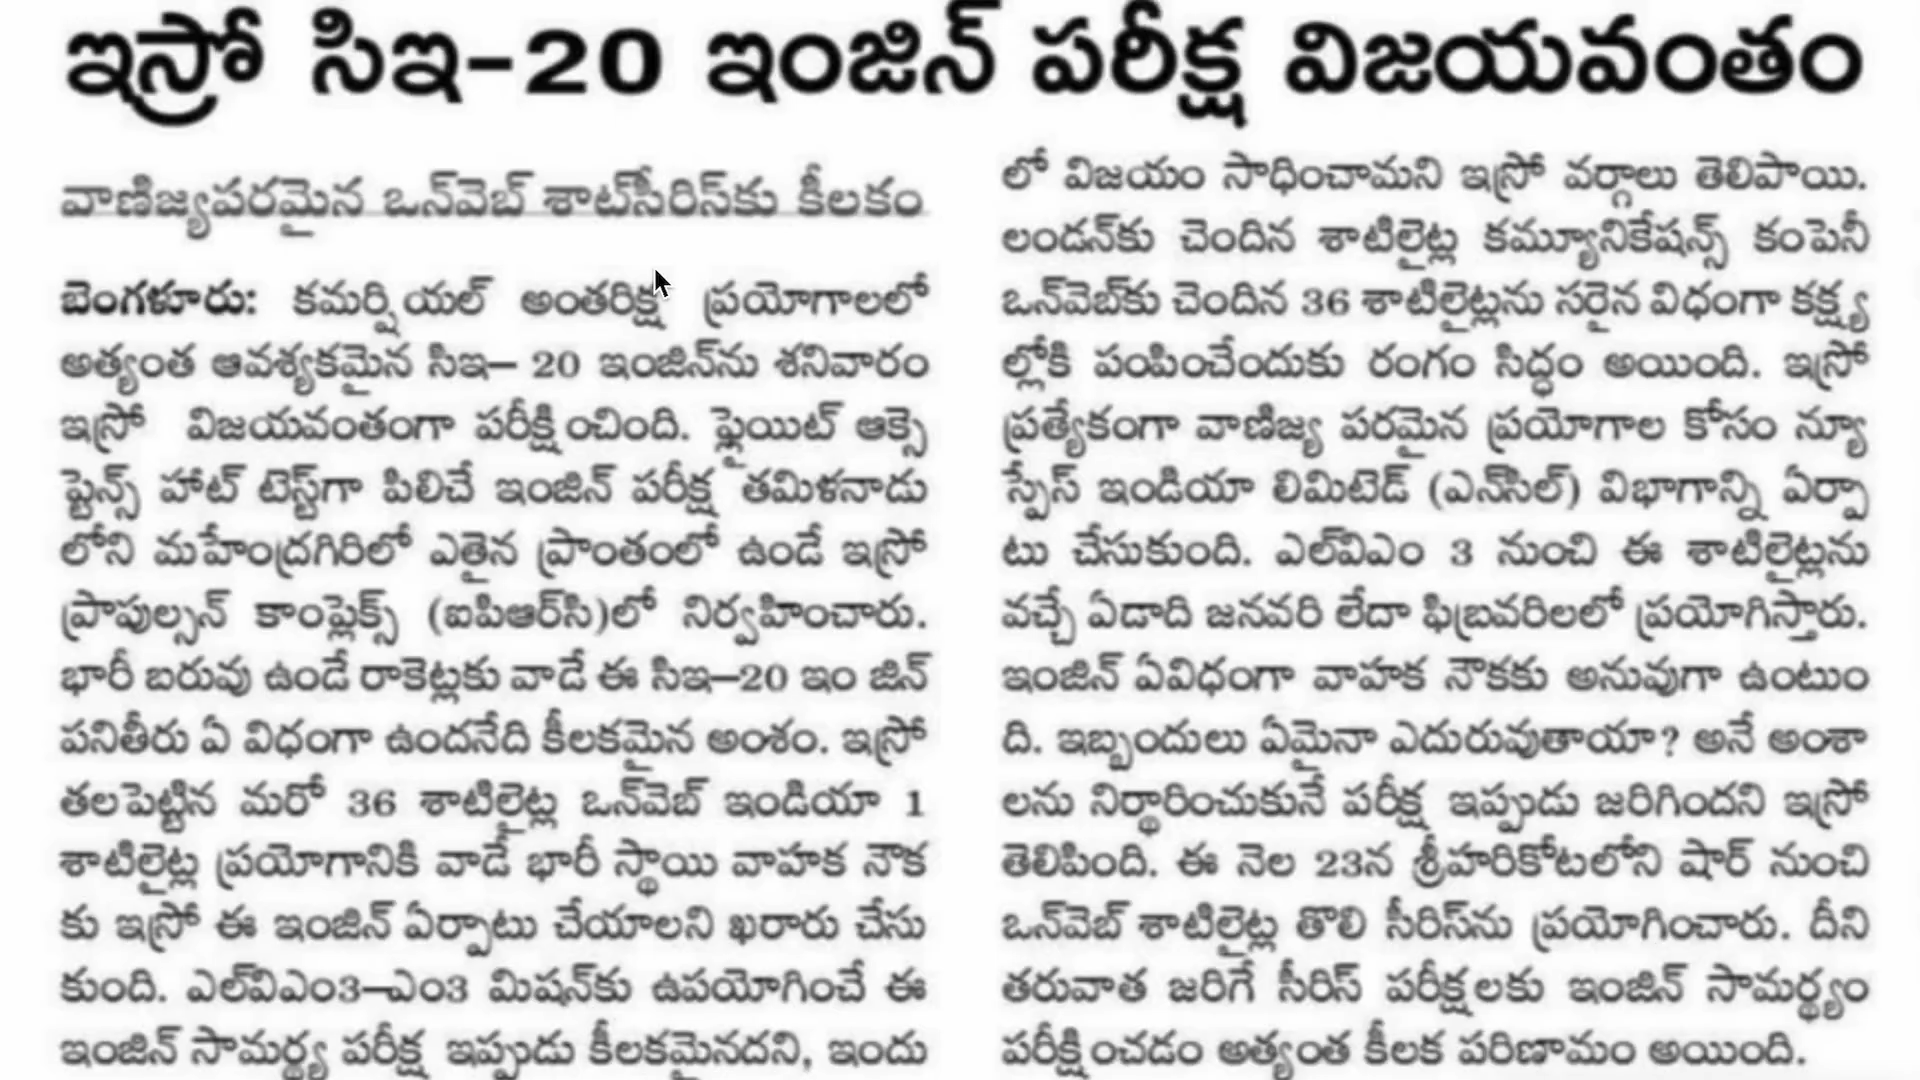 ఇస్రో సిఇ-20 ఇంజిన్ పరీక్ష విజయవంతం
వాణిజ్యపరమైన ఒన్‌వెబ్ శాట్‌సీరిస్‌కు కీలకం
బెంగళూరు: కమర్షియల్ అంతరిక్ష ప్రయోగాలలో
అత్యంత ఆవశ్యకమైన సిఇ– 20 ఇంజిన్‌ను శనివారం
ఇస్రో విజయవంతంగా పరీక్షించింది. ఫ్లైయిట్ ఆక్సె
ప్టెన్స్ హాట్ టెస్ట్‌గా పిలిచే ఇంజిన్ పరీక్ష తమిళనాడు
లోని మహేంద్రగిరిలో ఎతైన ప్రాంతంలో ఉండే ఇస్రో
ప్రొపుల్సన్ కాంప్లెక్స్ (ఐపిఆర్‌సి)లో నిర్వహించారు.
భారీ బరువు ఉండే రాకెట్లకు వాడే ఈ సిఇ–20 ఇం జిన్
పనితీరు ఏ విధంగా ఉందనేది కీలకమైన అంశం. ఇస్రో
తలపెట్టిన మరో 36 శాటిలైట్ల ఒన్‌వెబ్ ఇండియా 1
శాటిలైట్ల ప్రయోగానికి వాడే భారీ స్థాయి వాహక నౌక
కు ఇస్రో ఈ ఇంజిన్ ఏర్పాటు చేయాలని ఖరారు చేసు
కుంది. ఎల్‌విఎం3–ఎం3 మిషన్‌కు ఉపయోగించే ఈ
ఇంజిన్ సామర్థ్య పరీక్ష ఇప్పుడు కీలకమైనదని, ఇందు
లో విజయం సాధించామని ఇస్రో వర్గాలు తెలిపాయి.
లండన్‌కు చెందిన శాటిలైట్ల కమ్యూనికేషన్స్ కంపెనీ
ఒన్‌వెబ్‌కు చెందిన 36 శాటిలైట్లను సరైన విధంగా కక్ష్య
ల్లోకి పంపించేందుకు రంగం సిద్ధం అయింది. ఇస్రో
ప్రత్యేకంగా వాణిజ్య పరమైన ప్రయోగాల కోసం న్యూ
స్పేస్ ఇండియా లిమిటెడ్ (ఎన్‌సిల్) విభాగాన్ని ఏర్పా
టు చేసుకుంది. ఎల్‌విఎం 3 నుంచి ఈ శాటిలైట్లను
వచ్చే ఏడాది జనవరి లేదా ఫిబ్రవరిలలో ప్రయోగిస్తారు.
ఇంజిన్ ఏవిధంగా వాహక నౌకకు అనువుగా ఉంటుం
ది. ఇబ్బందులు ఏమైనా ఎదురువుతాయా? అనే అంశా
లను నిర్ధారించుకునే పరీక్ష ఇప్పుడు జరిగిందని ఇస్రో
తెలిపింది. ఈ నెల 23న శ్రీహరికోటలోని షార్ నుంచి
ఒన్‌వెబ్ శాటిలైట్ల తొలి సీరిస్‌ను ప్రయోగించారు. దీని
తరువాత జరిగే సీరిస్ పరీక్షలకు ఇంజిన్ సామర్థ్యం
పరీక్షించడం అత్యంత కీలక పరిణామం అయింది.